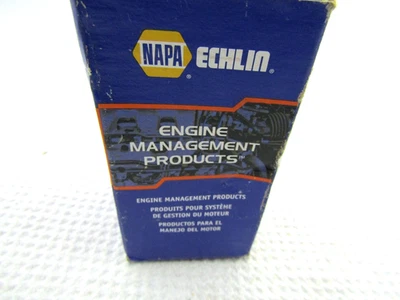 NAPA ® ECHLIN®
ENGINE
MANAGEMENT
PRODUCTS
ENGINE MANAGEMENT PRODUCTS
PRODUITS POUR SYSTÈME
DE GESTION DU MOTEUR
PRODUCTOS PARA EL
MANEJO DEL MOTOR